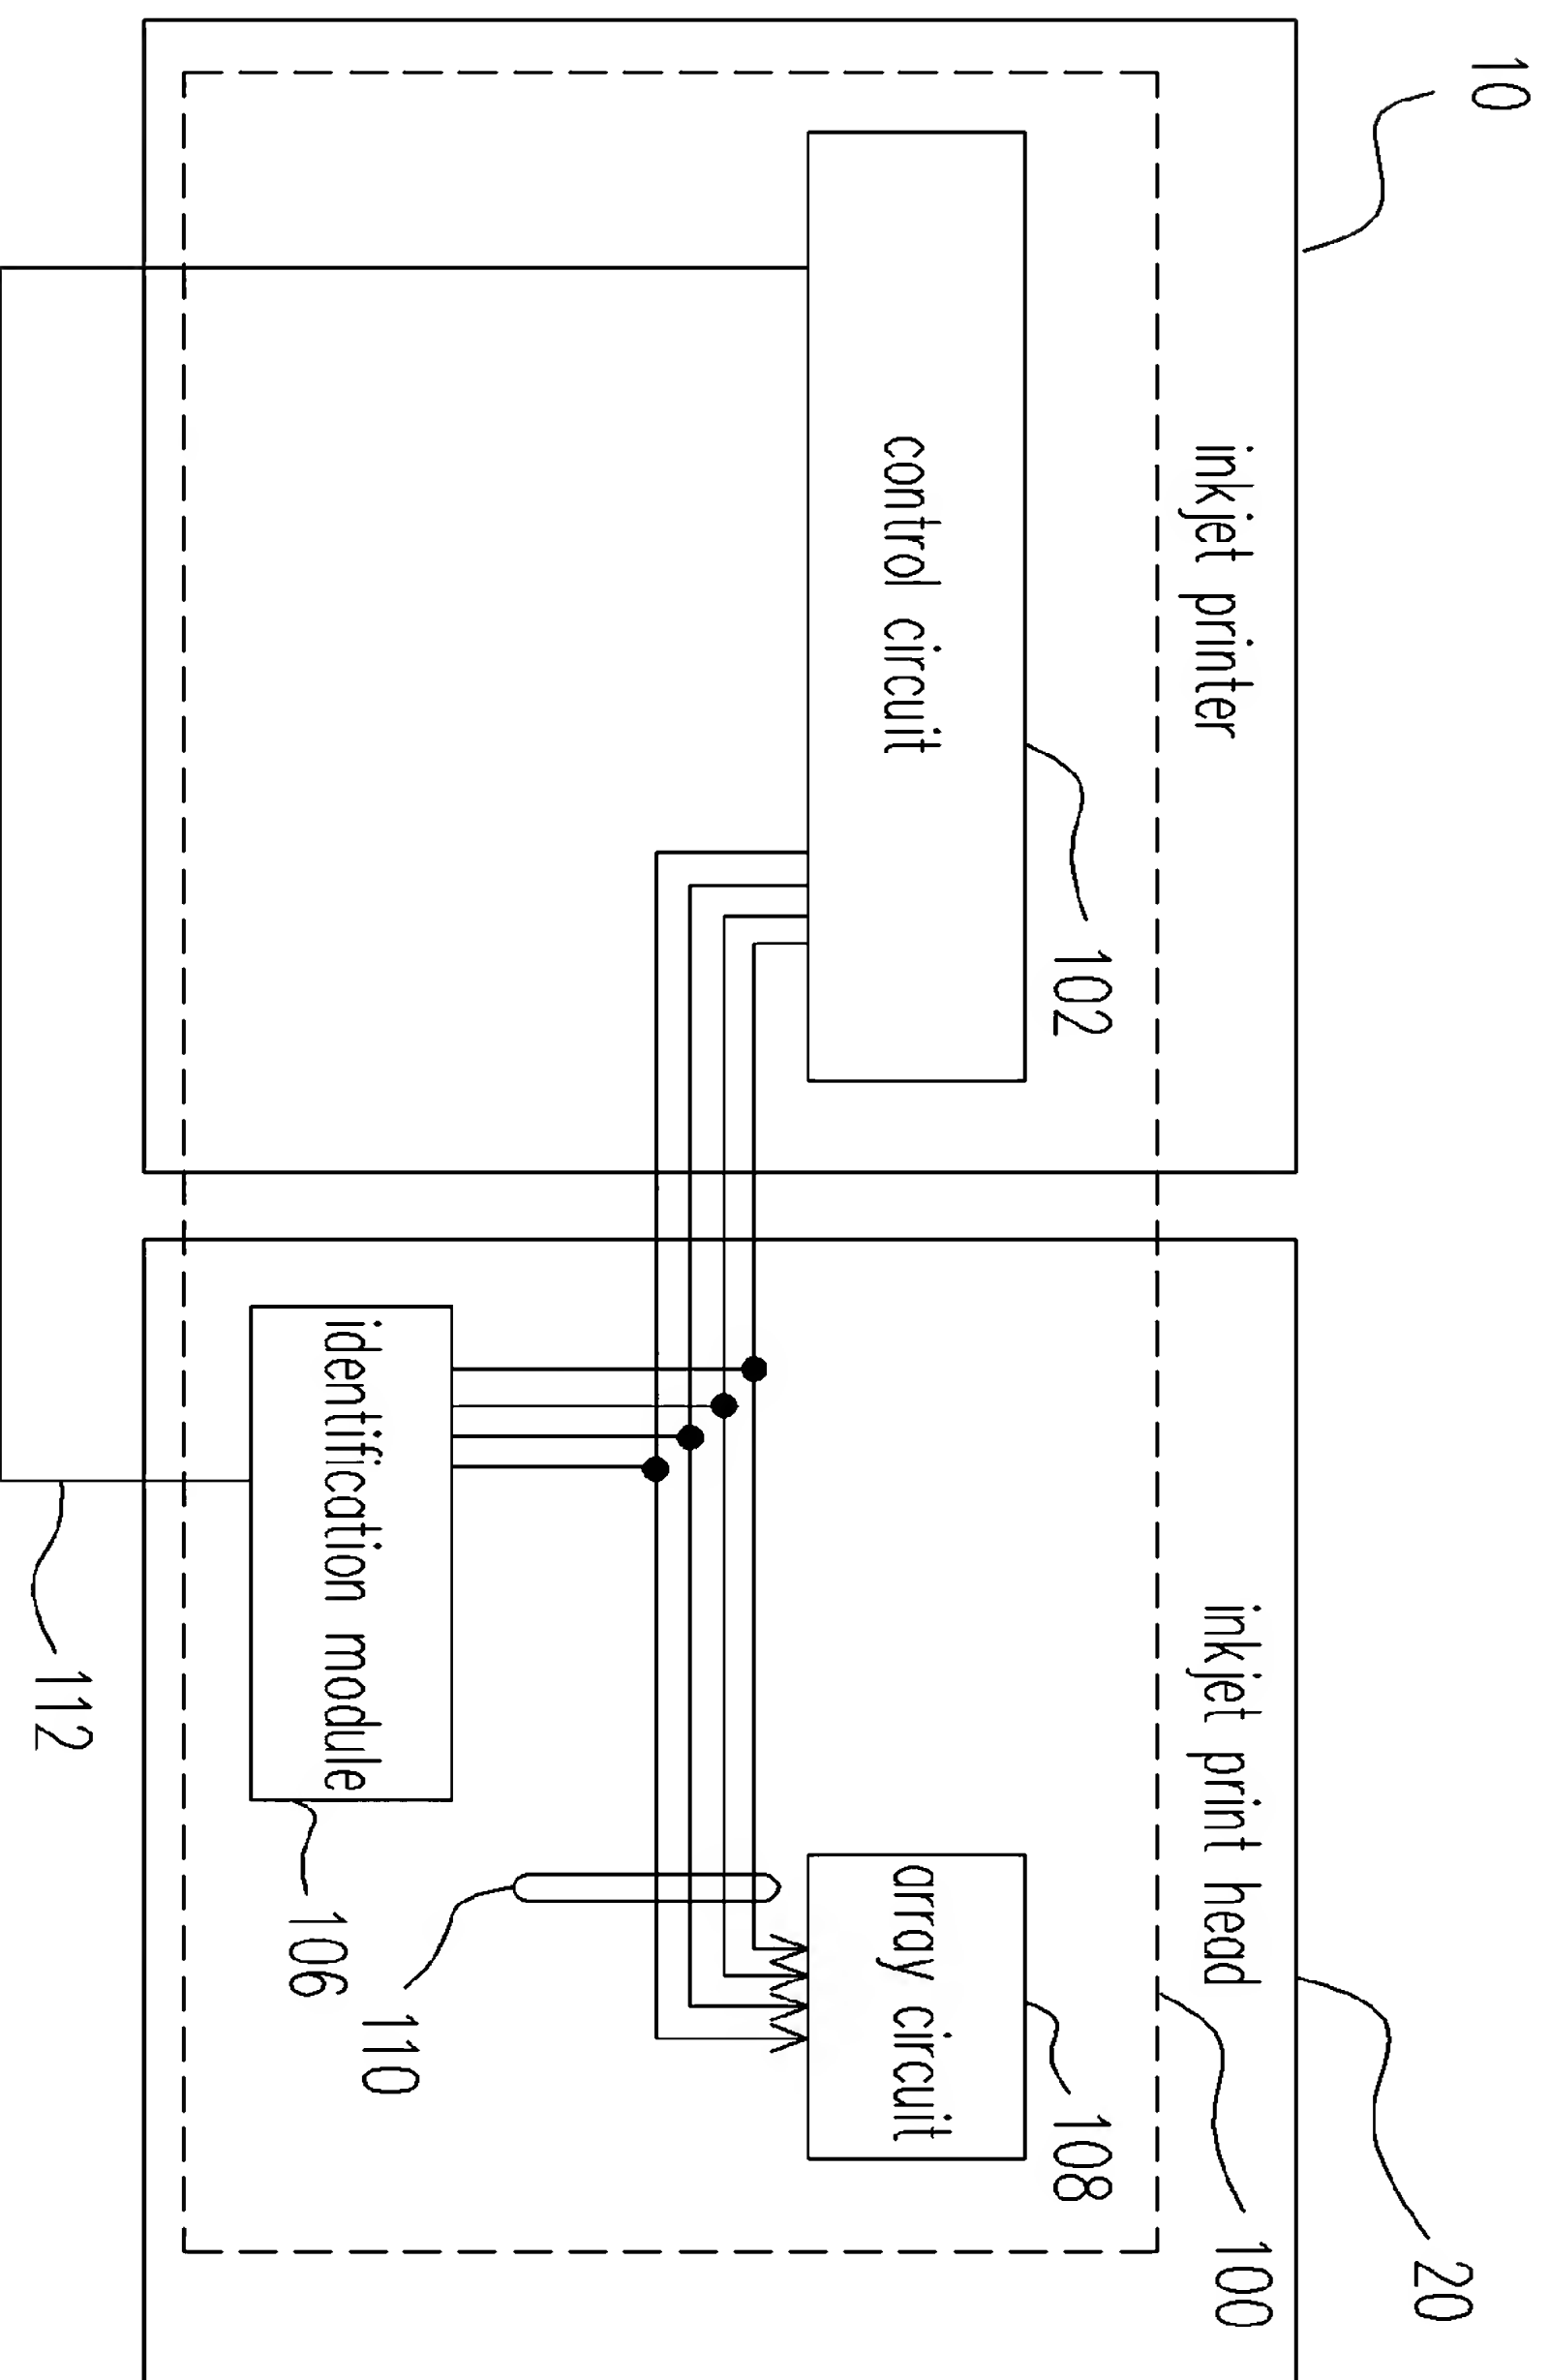 10
20
100
inkjet printer
inkjet print head
102
108
control circuit
array circuit
110
106
identification module
112